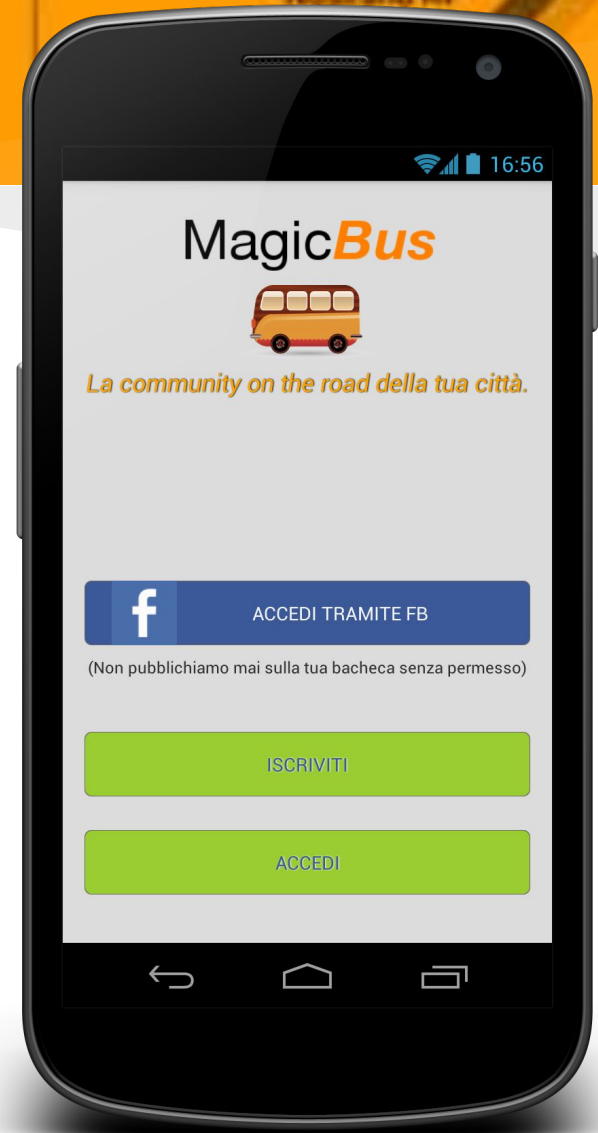 16:56
MagicBus
La community on the road della tua città.
f
ACCEDI TRAMITE FB
(Non pubblichiamo mai sulla tua bacheca senza permesso)
ISCRIVITI
ACCEDI